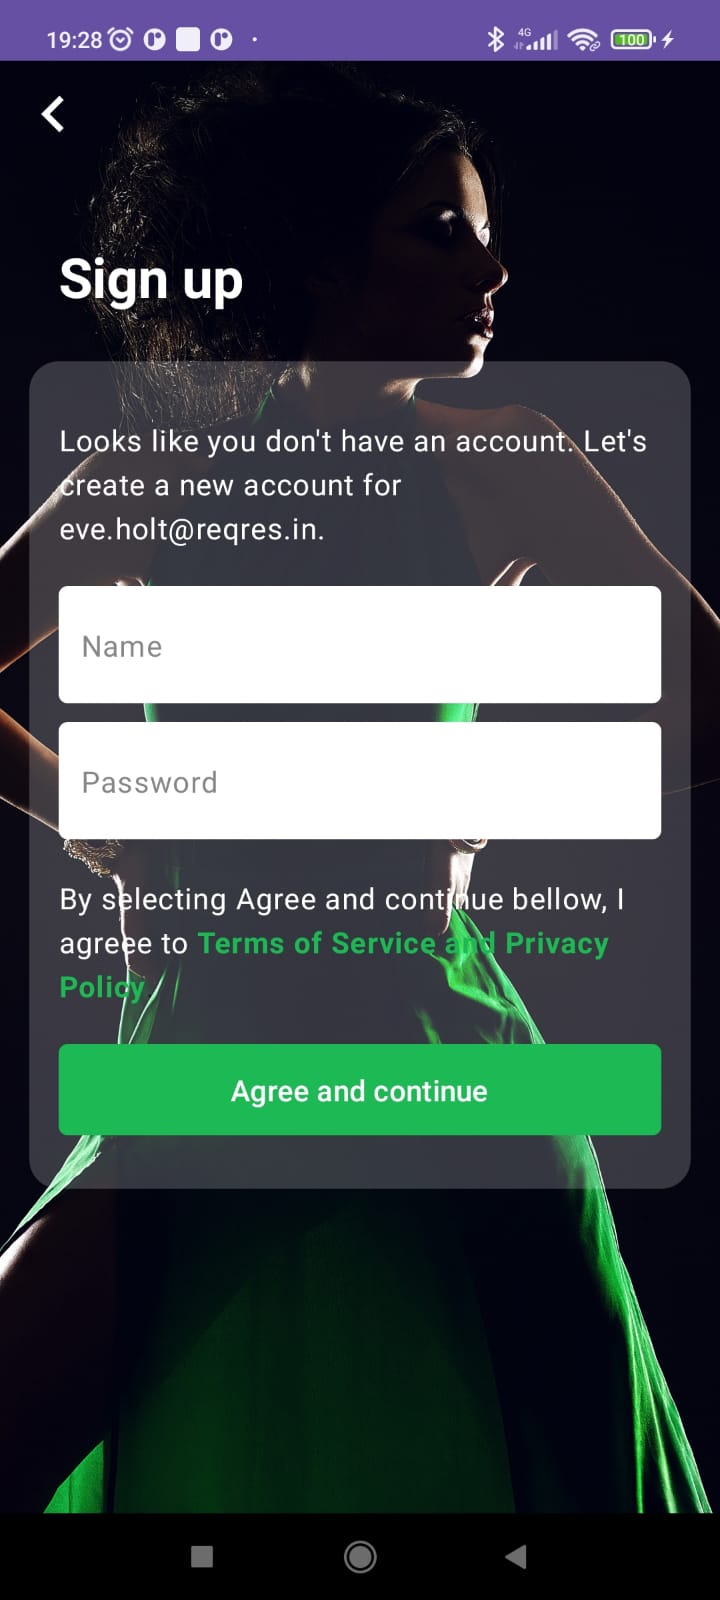 19:28
4G
100
Sign up
Looks like you don't have an account. Let's
create a new account for
eve.holt@reqres.in.
Name
Password
By selecting Agree and continue bellow, I
agreee to Terms of Service and Privacy
Policy
Agree and continue